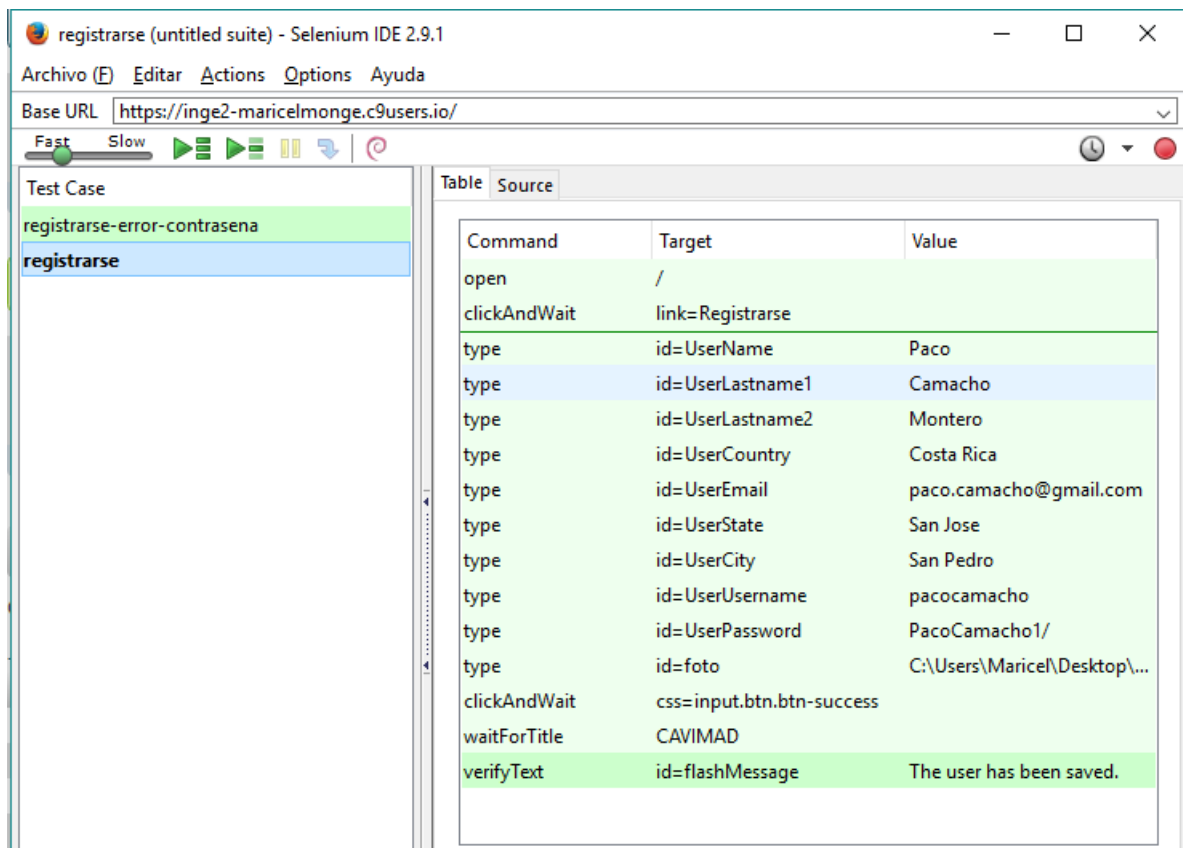 registrarse (untitled suite) - Selenium IDE 2.9.1
Archivo (F) Editar Actions Options Ayuda
Base URL https://inge2-maricelmonge.c9users.io/
Fast Slow
Test Case
registrarse-error-contrasena
registrarse
Table Source
Command Target Value
open /
clickAndWait link=Registrarse
type id=UserName Paco
type id=UserLastname1 Camacho
type id=UserLastname2 Montero
type id=UserCountry Costa Rica
type id=UserEmail paco.camacho@gmail.com
type id=UserState San Jose
type id=UserCity San Pedro
type id=UserUsername pacocamacho
type id=UserPassword PacoCamacho1/
type id=foto C:\Users\Maricel\Desktop\...
clickAndWait css=input.btn.btn-success
waitForTitle CAVIMAD
verifyText id=flashMessage The user has been saved.